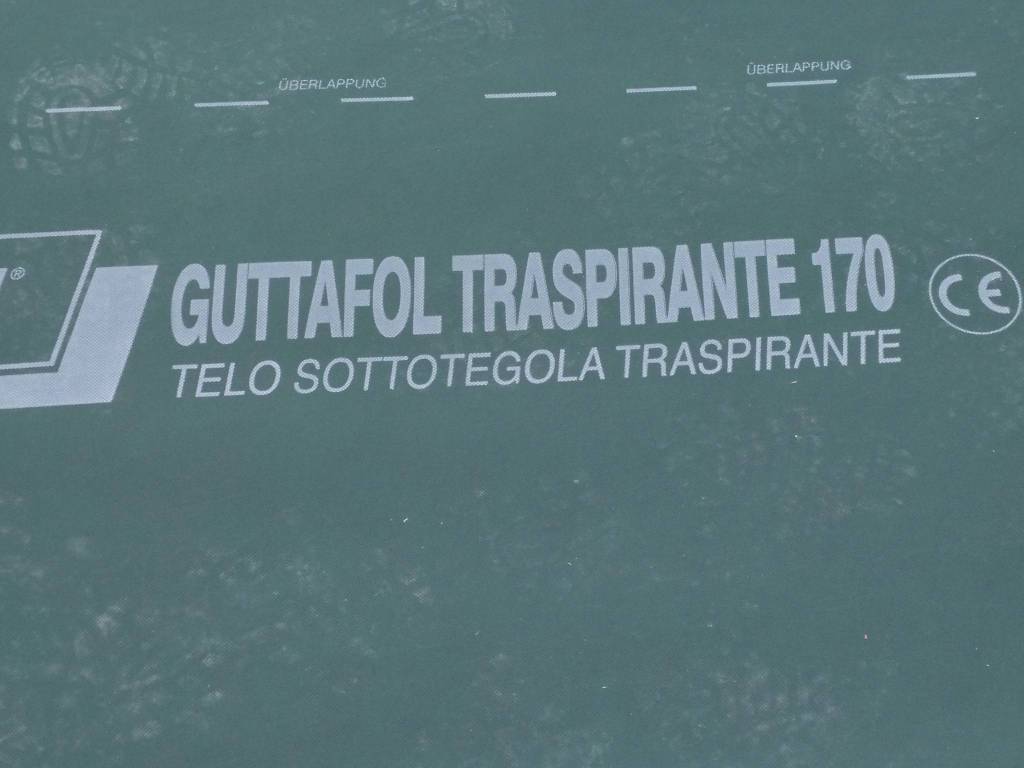 ÜBERLAPPUNG
ÜBERLAPPUNG
®
GUTTAFOL TRASPIRANTE 170
CE
TELO SOTTOTEGOLA TRASPIRANTE